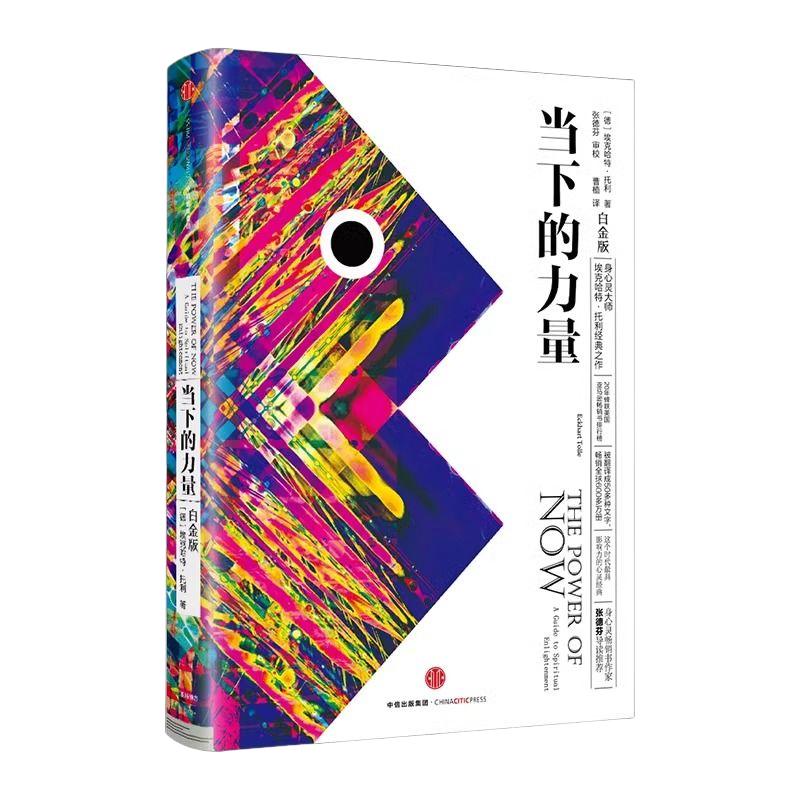 当下的力量
白金版
[德]埃克哈特·托利 著
张德芬 审校 曹植 译
身心灵大师
埃克哈特·托利经典之作
20年蝉联美国
亚马逊畅销书排行榜
被翻译成50多种文字,
畅销全球600多万册
这个时代最具
影响力的心灵经典
身心灵畅销书作家
张德芬导读推荐
Eckhart Tolle
THE POWER OF
NOW
A Guide to Spiritual
Enlightenment
中信出版集团·CHINACITICPRESS
THE POWER OF NOW
A Guide to Spiritual
Enlightenment
当下的力量
白金版
[德]埃克哈特·托利 著